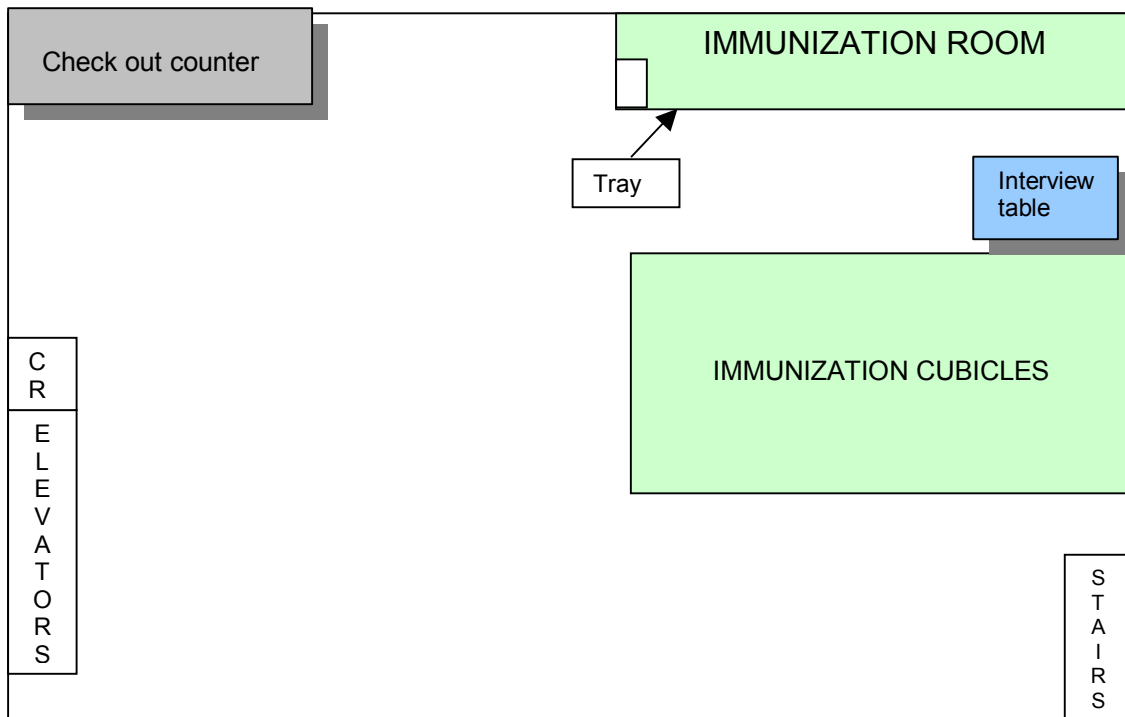 Check out counter
IMMUNIZATION ROOM
Tray
Interview
table
IMMUNIZATION CUBICLES
C
R
E
L
E
V
A
T
O
R
S
S
T
A
I
R
S